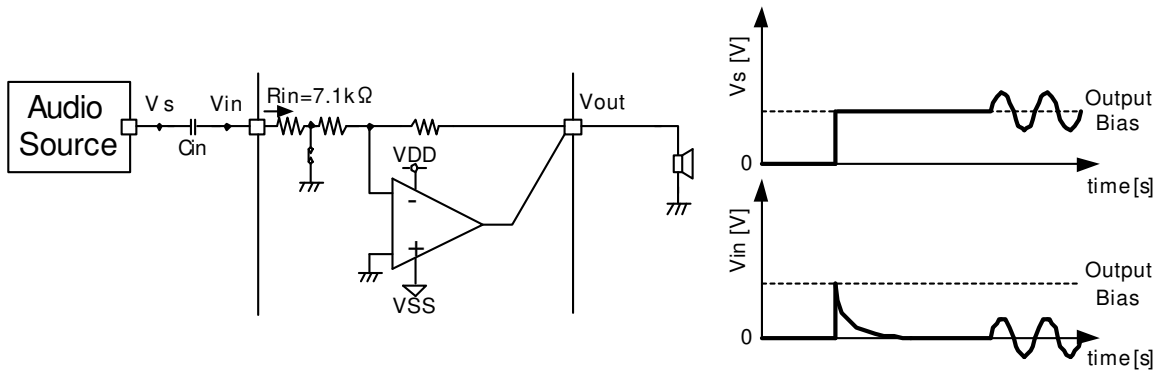 Audio
Source
Vs
Vin
Cin
Rin=7.1kΩ
VDD
-
+
VSS
Vout
Vs [V]
0
Output
Bias
time[s]
Vin [V]
0
Output
Bias
time[s]